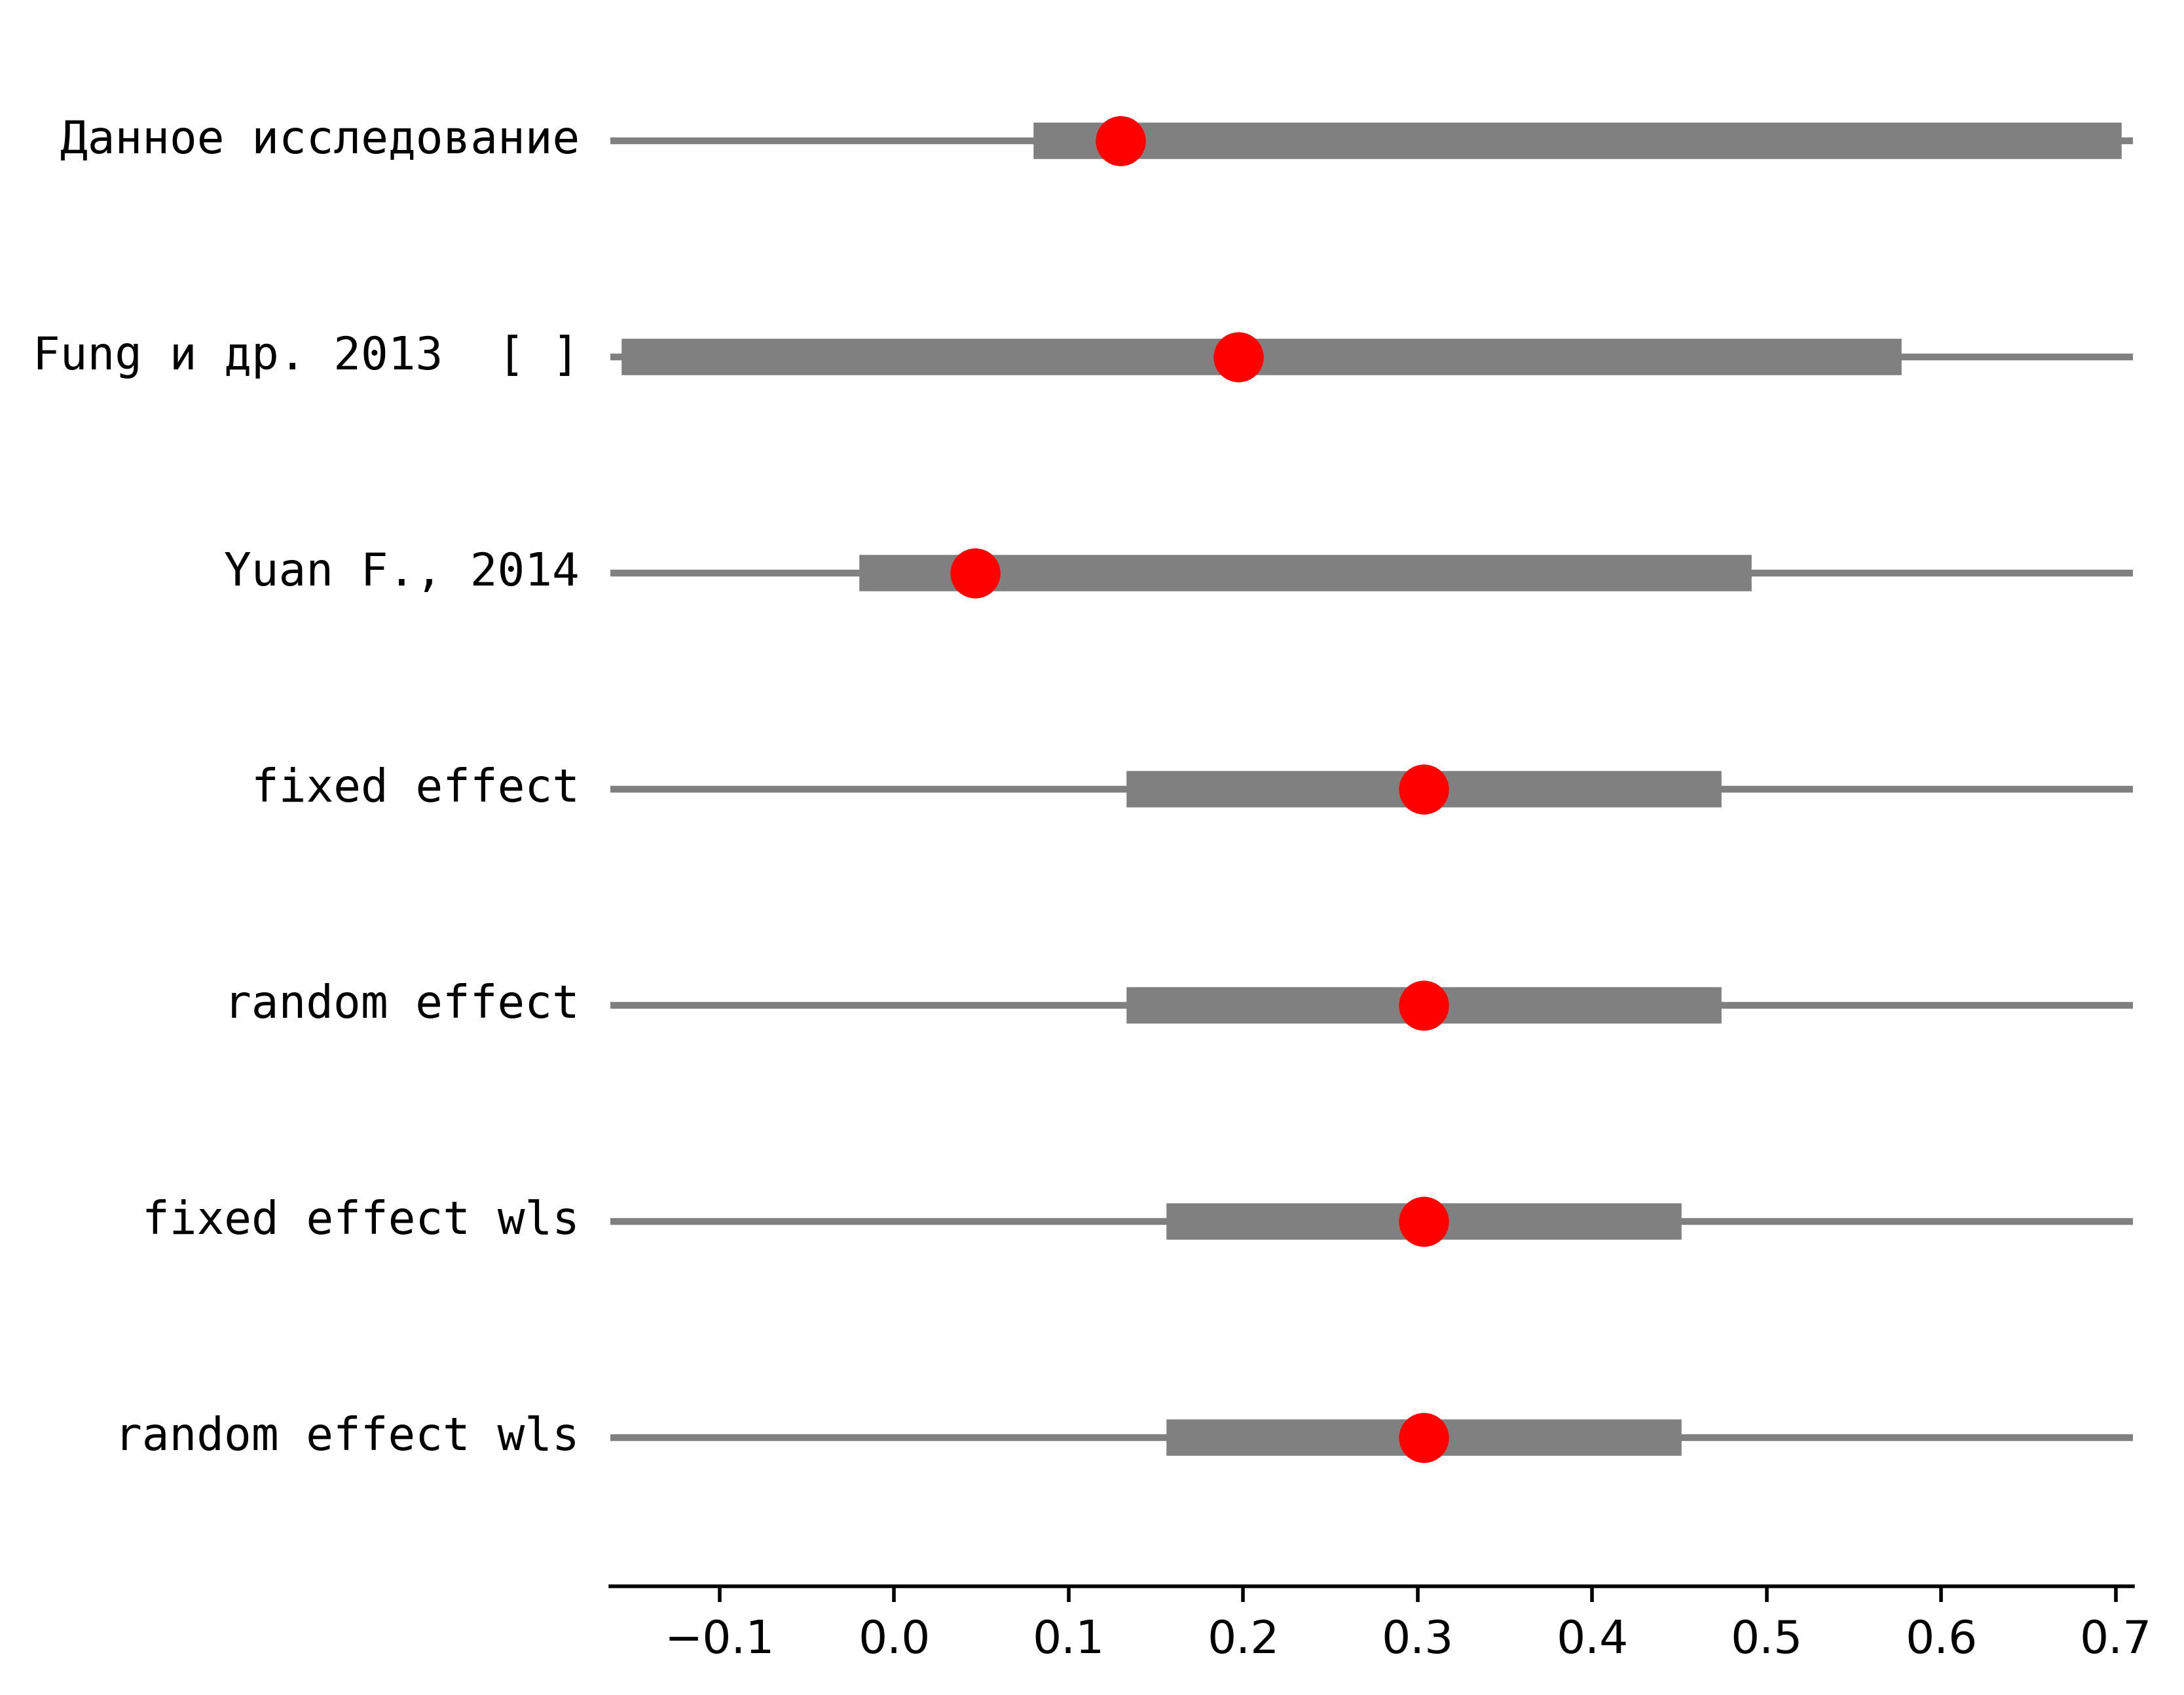 Данное исследование
Fung и др. 2013  [ ]
Yuan F., 2014
fixed effect
random effect
fixed effect wls
random effect wls
−0.1 0.0 0.1 0.2 0.3 0.4 0.5 0.6 0.7